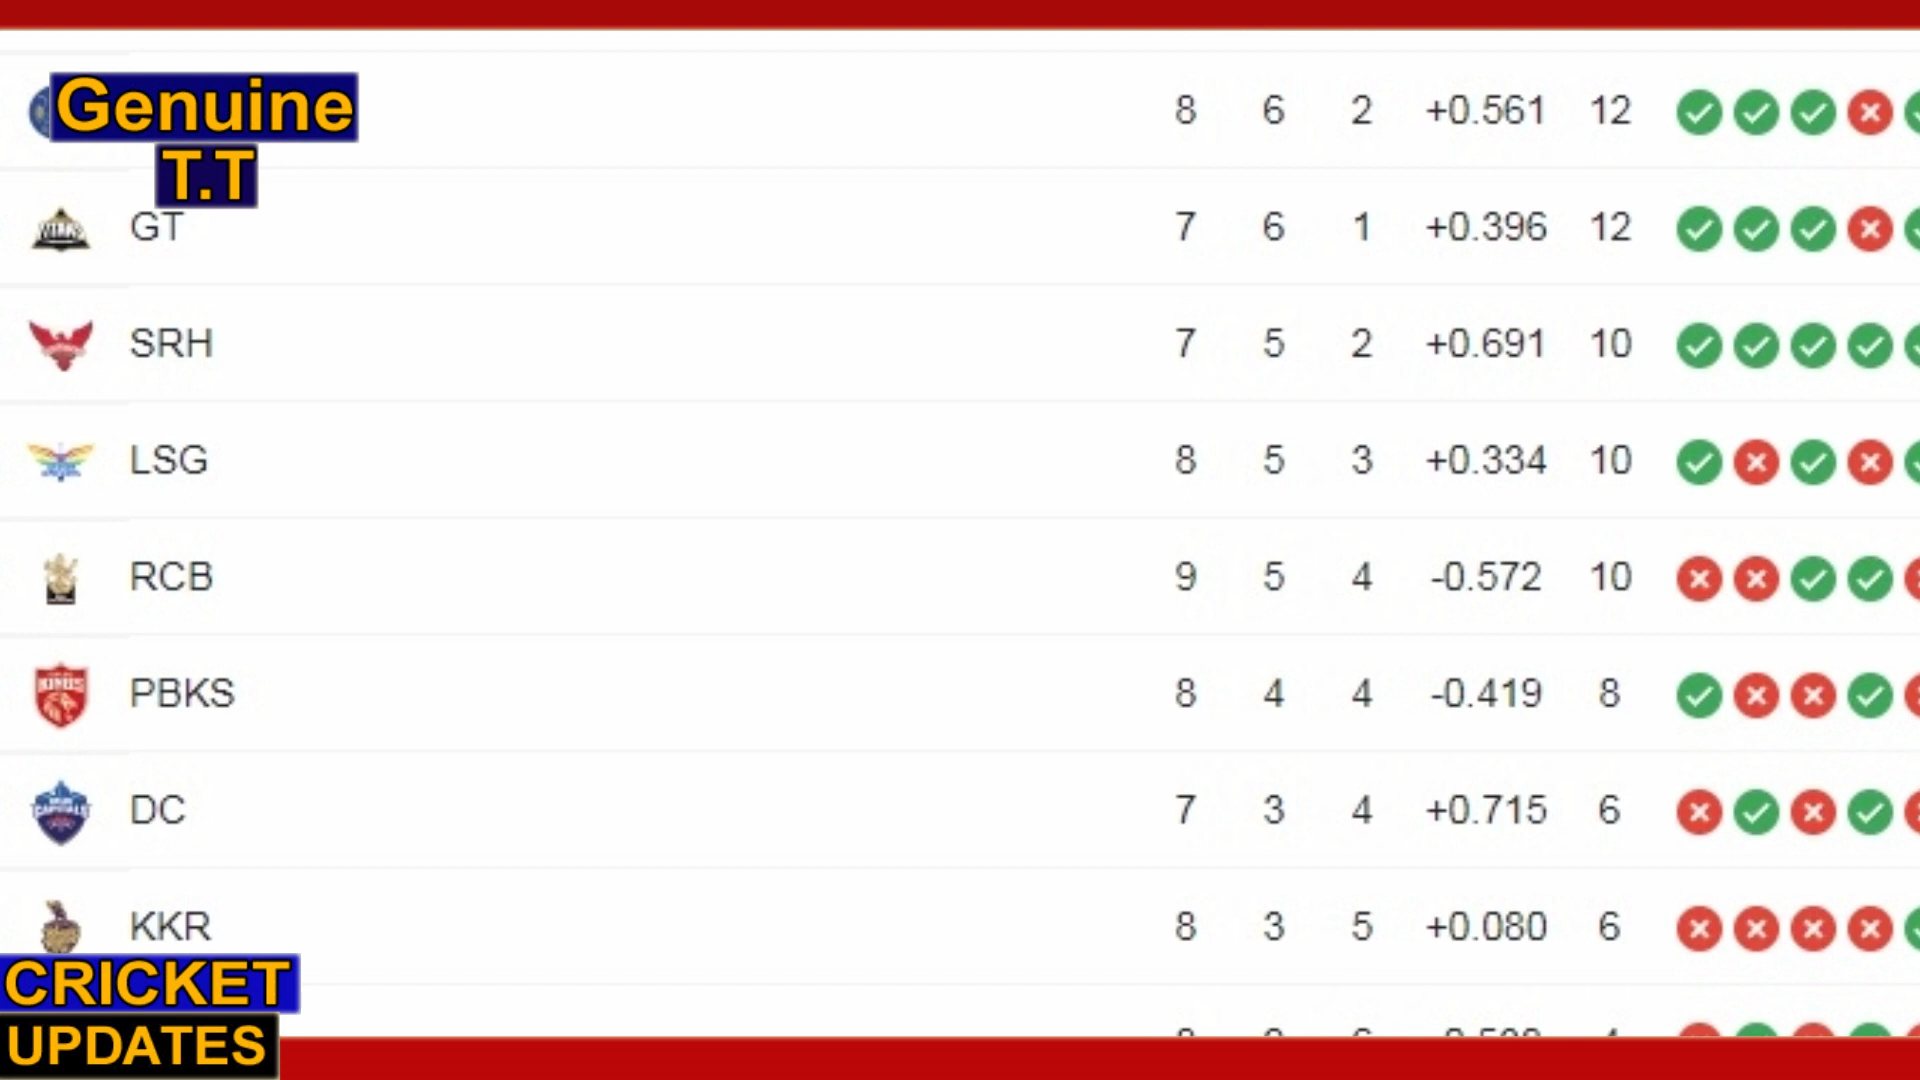 Genuine
T.T
8 6 2 +0.561 12
GT 7 6 1 +0.396 12
SRH 7 5 2 +0.691 10
LSG 8 5 3 +0.334 10
RCB 9 5 4 -0.572 10
PBKS 8 4 4 -0.419 8
DC 7 3 4 +0.715 6
KKR 8 3 5 +0.080 6
CRICKET
UPDATES